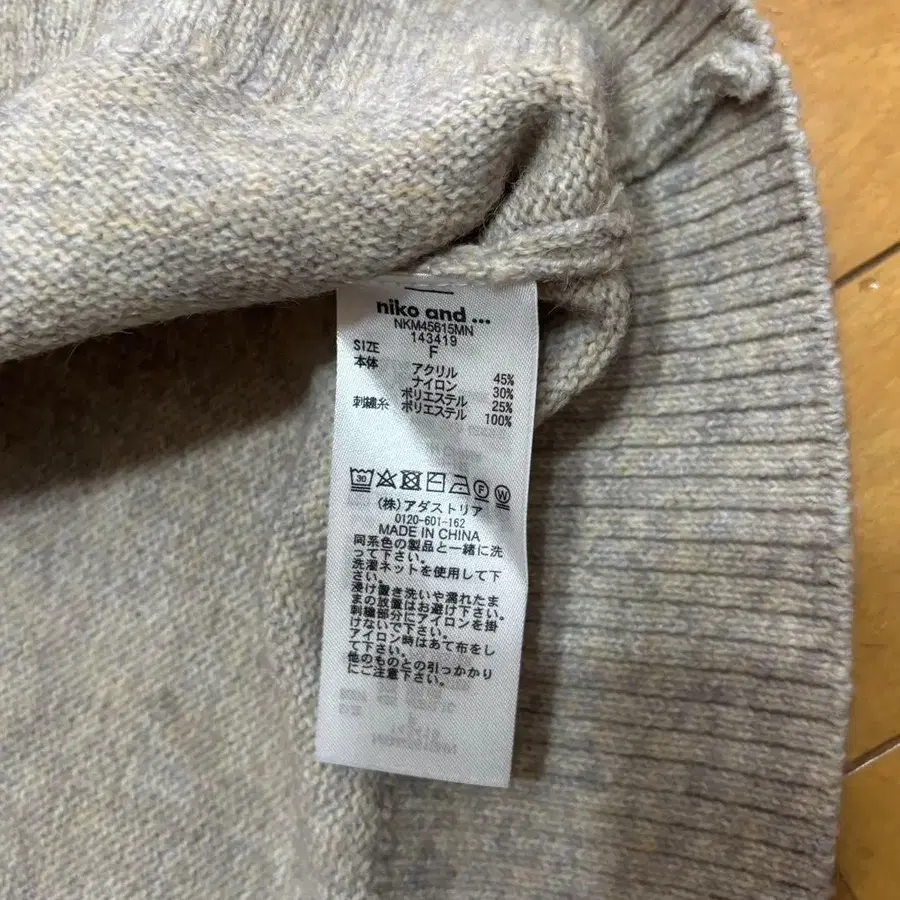 niko and ...
NKM45615MN
143419
SIZE F
本体 アクリル 45%
ナイロン 30%
ポリエステル 25%
刺繍糸 ポリエステル 100%
30 F W
(株)アダストリア
0120-601-162
MADE IN CHINA
同系色の製品と一緒に洗
って下さい。
洗濯ネットを使用して下
さい。
浸け置き洗いや濡れたま
まの放置はお避け下さい。
刺繍部分にアイロンを掛
けないで下さい。
アイロン時はあて布をし
て下さい。
他のものとの引っかかり
にご注意下さい。